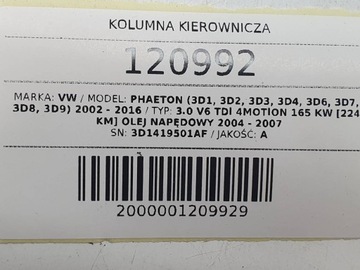 KOLUMNA KIEROWNICZA
120992
MARKA: VW / MODEL: PHAETON (3D1, 3D2, 3D3, 3D4, 3D6, 3D7,
3D8, 3D9) 2002 - 2016 / TYP: 3.0 V6 TDI 4MOTION 165 KW [224
KM] OLEJ NAPĘDOWY 2004 - 2007
SN: 3D1419501AF / JAKOŚĆ: A
2000001209929